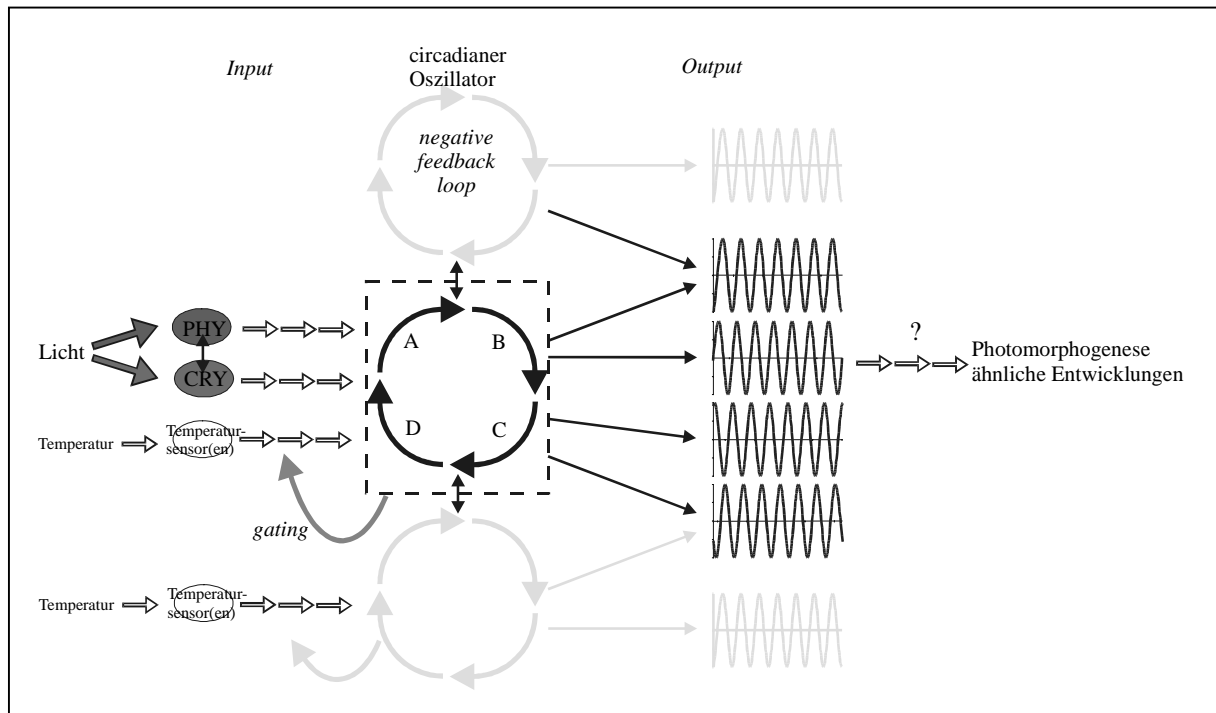 Input
circadianer
Oszillator
Output
negative
feedback
loop
Licht
PHY
CRY
A
B
D
C
?
Photomorphogenese
ähnliche Entwicklungen
Temperatur
Temperatur-
sensor(en)
gating
Temperatur
Temperatur-
sensor(en)